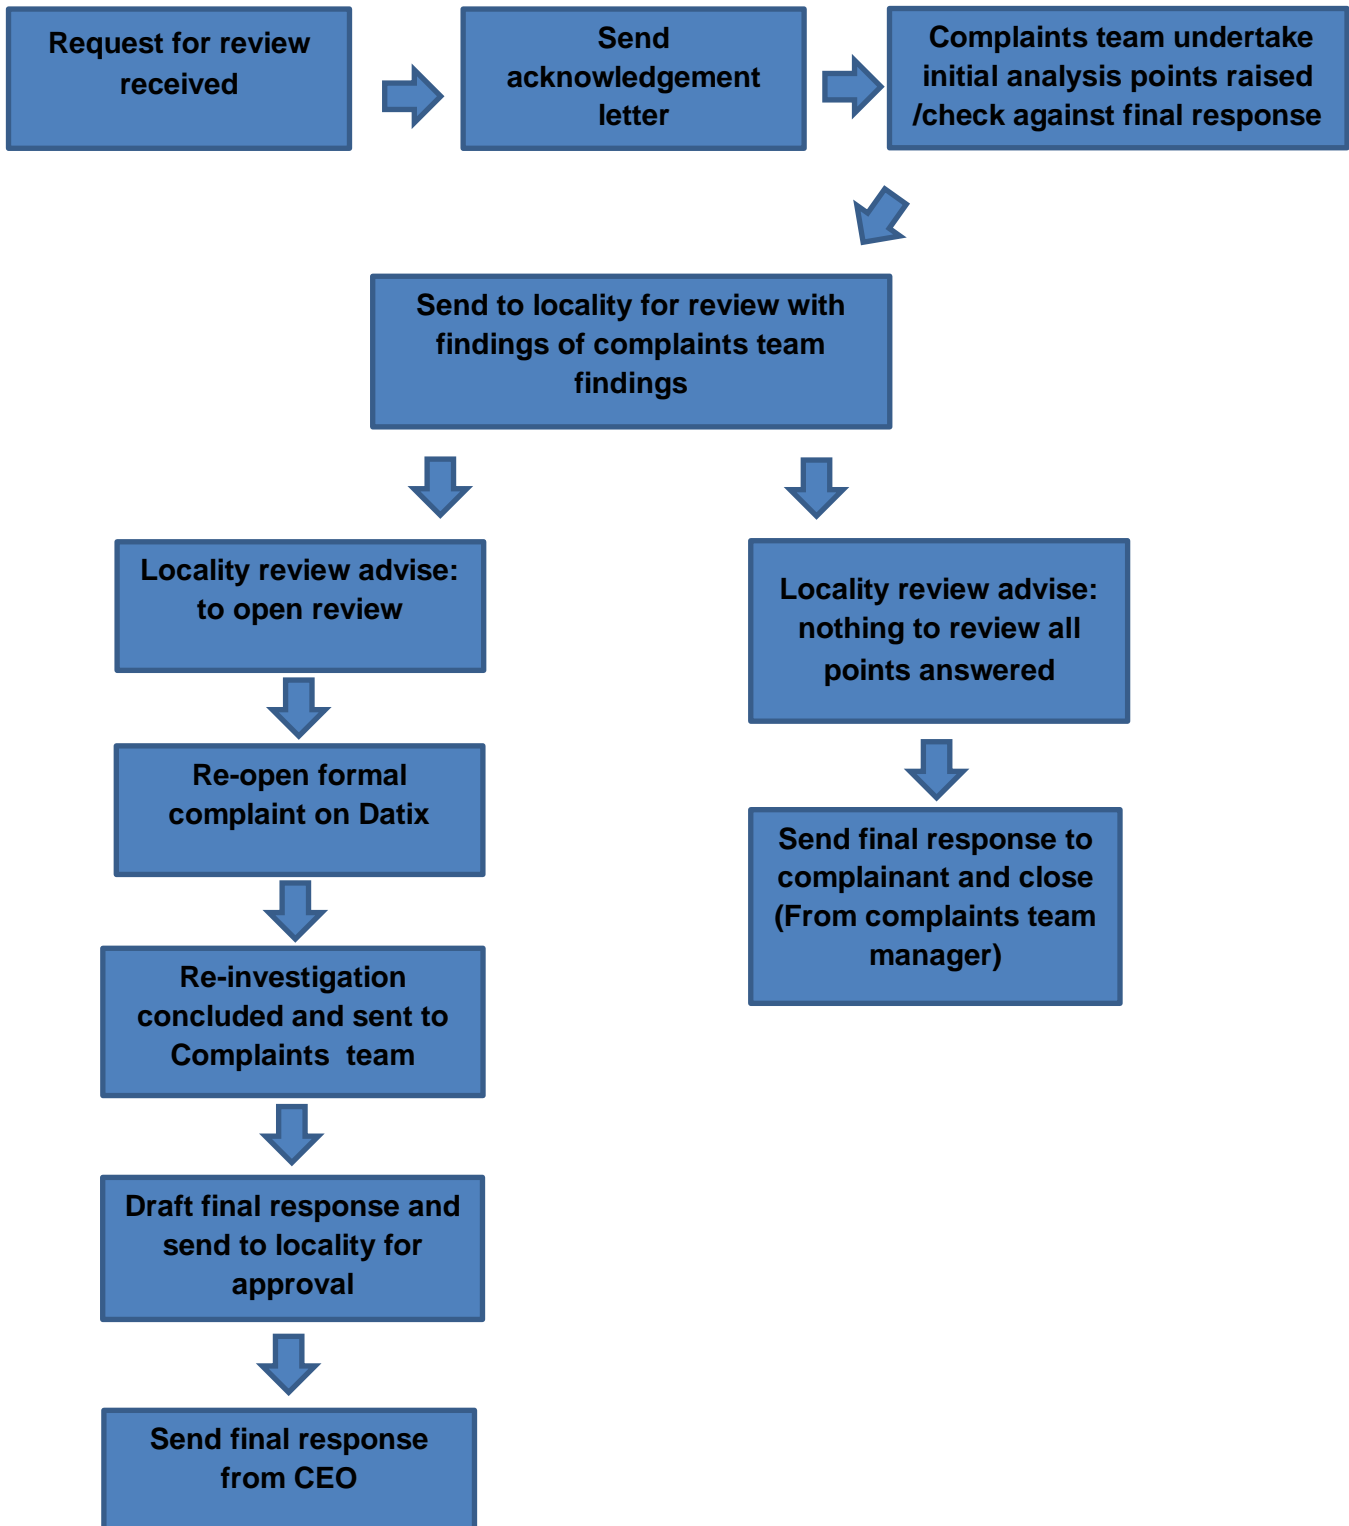 Request for review
received
Send
acknowledgement
letter
Complaints team undertake
initial analysis points raised
/check against final response
Send to locality for review with
findings of complaints team
findings
Locality review advise:
to open review
Locality review advise:
nothing to review all
points answered
Re-open formal
complaint on Datix
Send final response to
complainant and close
(From complaints team
manager)
Re-investigation
concluded and sent to
Complaints  team
Draft final response and
send to locality for
approval
Send final response
from CEO